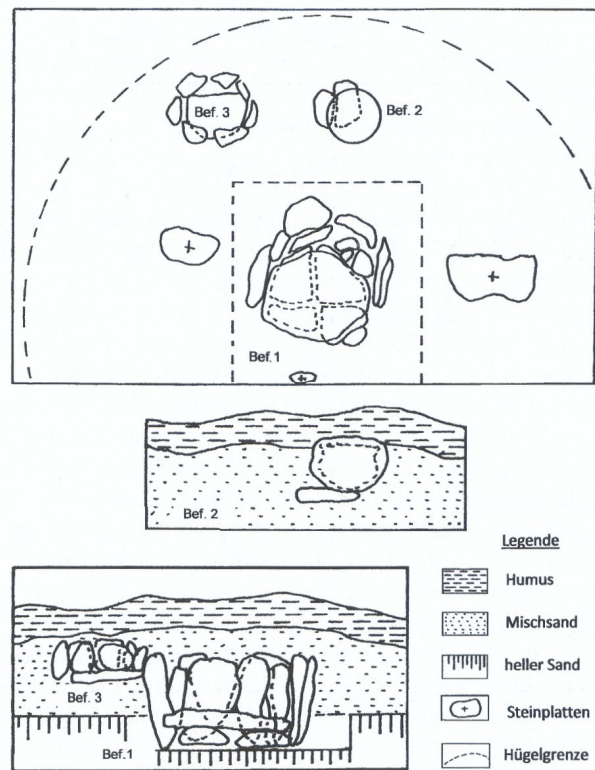 Bef. 3
Bef. 2
Bef. 1
Bef. 2
Bef. 3
Bef.1
Legende
Humus
Mischsand
heller Sand
Steinplatten
Hügelgrenze